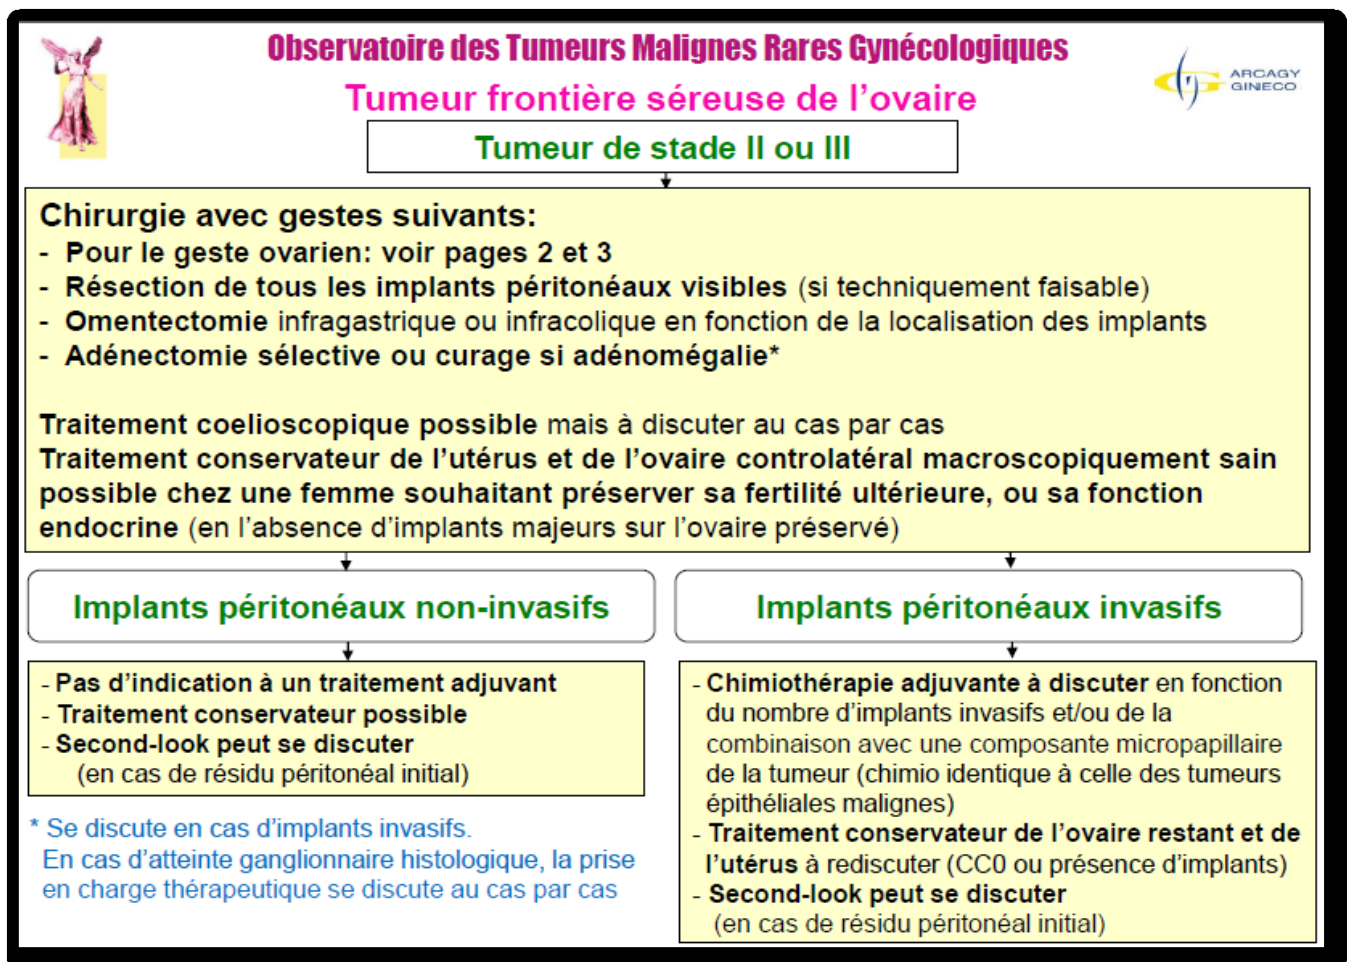 Observatoire des Tumeurs Malignes Rares Gynécologiques
ARCAGY
GINECO
Tumeur frontière séreuse de l’ovaire
Tumeur de stade II ou III
Chirurgie avec gestes suivants:
- Pour le geste ovarien: voir pages 2 et 3
- Résection de tous les implants péritonéaux visibles (si techniquement faisable)
- Omentectomie infragastrique ou infracolique en fonction de la localisation des implants
- Adénectomie sélective ou curage si adénomégalie*
Traitement coelioscopique possible mais à discuter au cas par cas
Traitement conservateur de l’utérus et de l’ovaire controlatéral macroscopiquement sain
possible chez une femme souhaitant préserver sa fertilité ultérieure, ou sa fonction
endocrine (en l’absence d’implants majeurs sur l’ovaire préservé)
Implants péritonéaux non-invasifs
- Pas d’indication à un traitement adjuvant
- Traitement conservateur possible
- Second-look peut se discuter
(en cas de résidu péritonéal initial)
* Se discute en cas d’implants invasifs.
En cas d’atteinte ganglionnaire histologique, la prise
en charge thérapeutique se discute au cas par cas
Implants péritonéaux invasifs
- Chimiothérapie adjuvante à discuter en fonction
du nombre d’implants invasifs et/ou de la
combinaison avec une composante micropapillaire
de la tumeur (chimio identique à celle des tumeurs
épithéliales malignes)
- Traitement conservateur de l’ovaire restant et de
l’utérus à rediscuter (CC0 ou présence d’implants)
- Second-look peut se discuter
(en cas de résidu péritonéal initial)